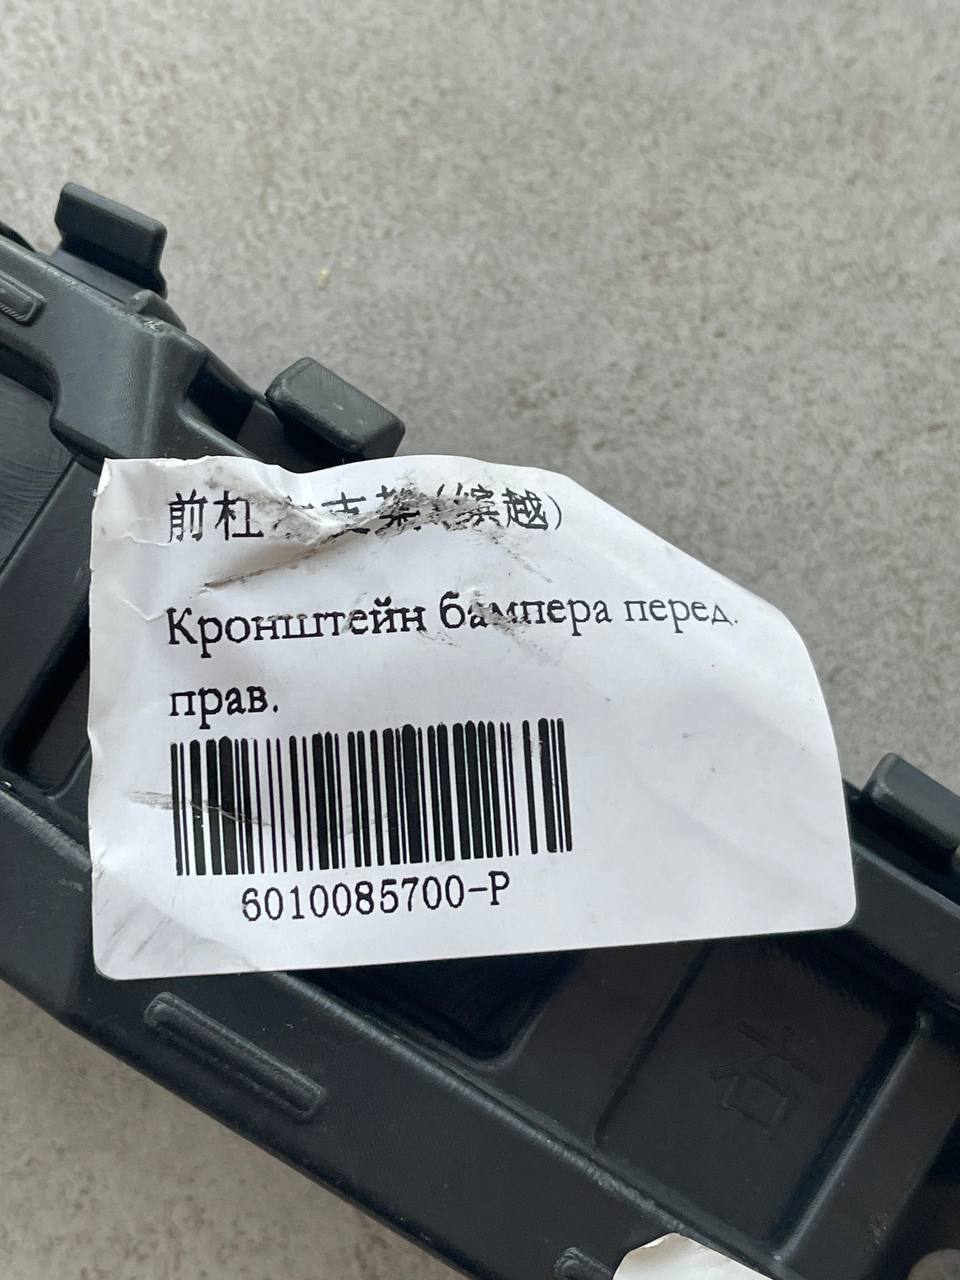 前杠 支架(缤越)
Кронштейн бампера перед.
прав.
6010085700-P
右